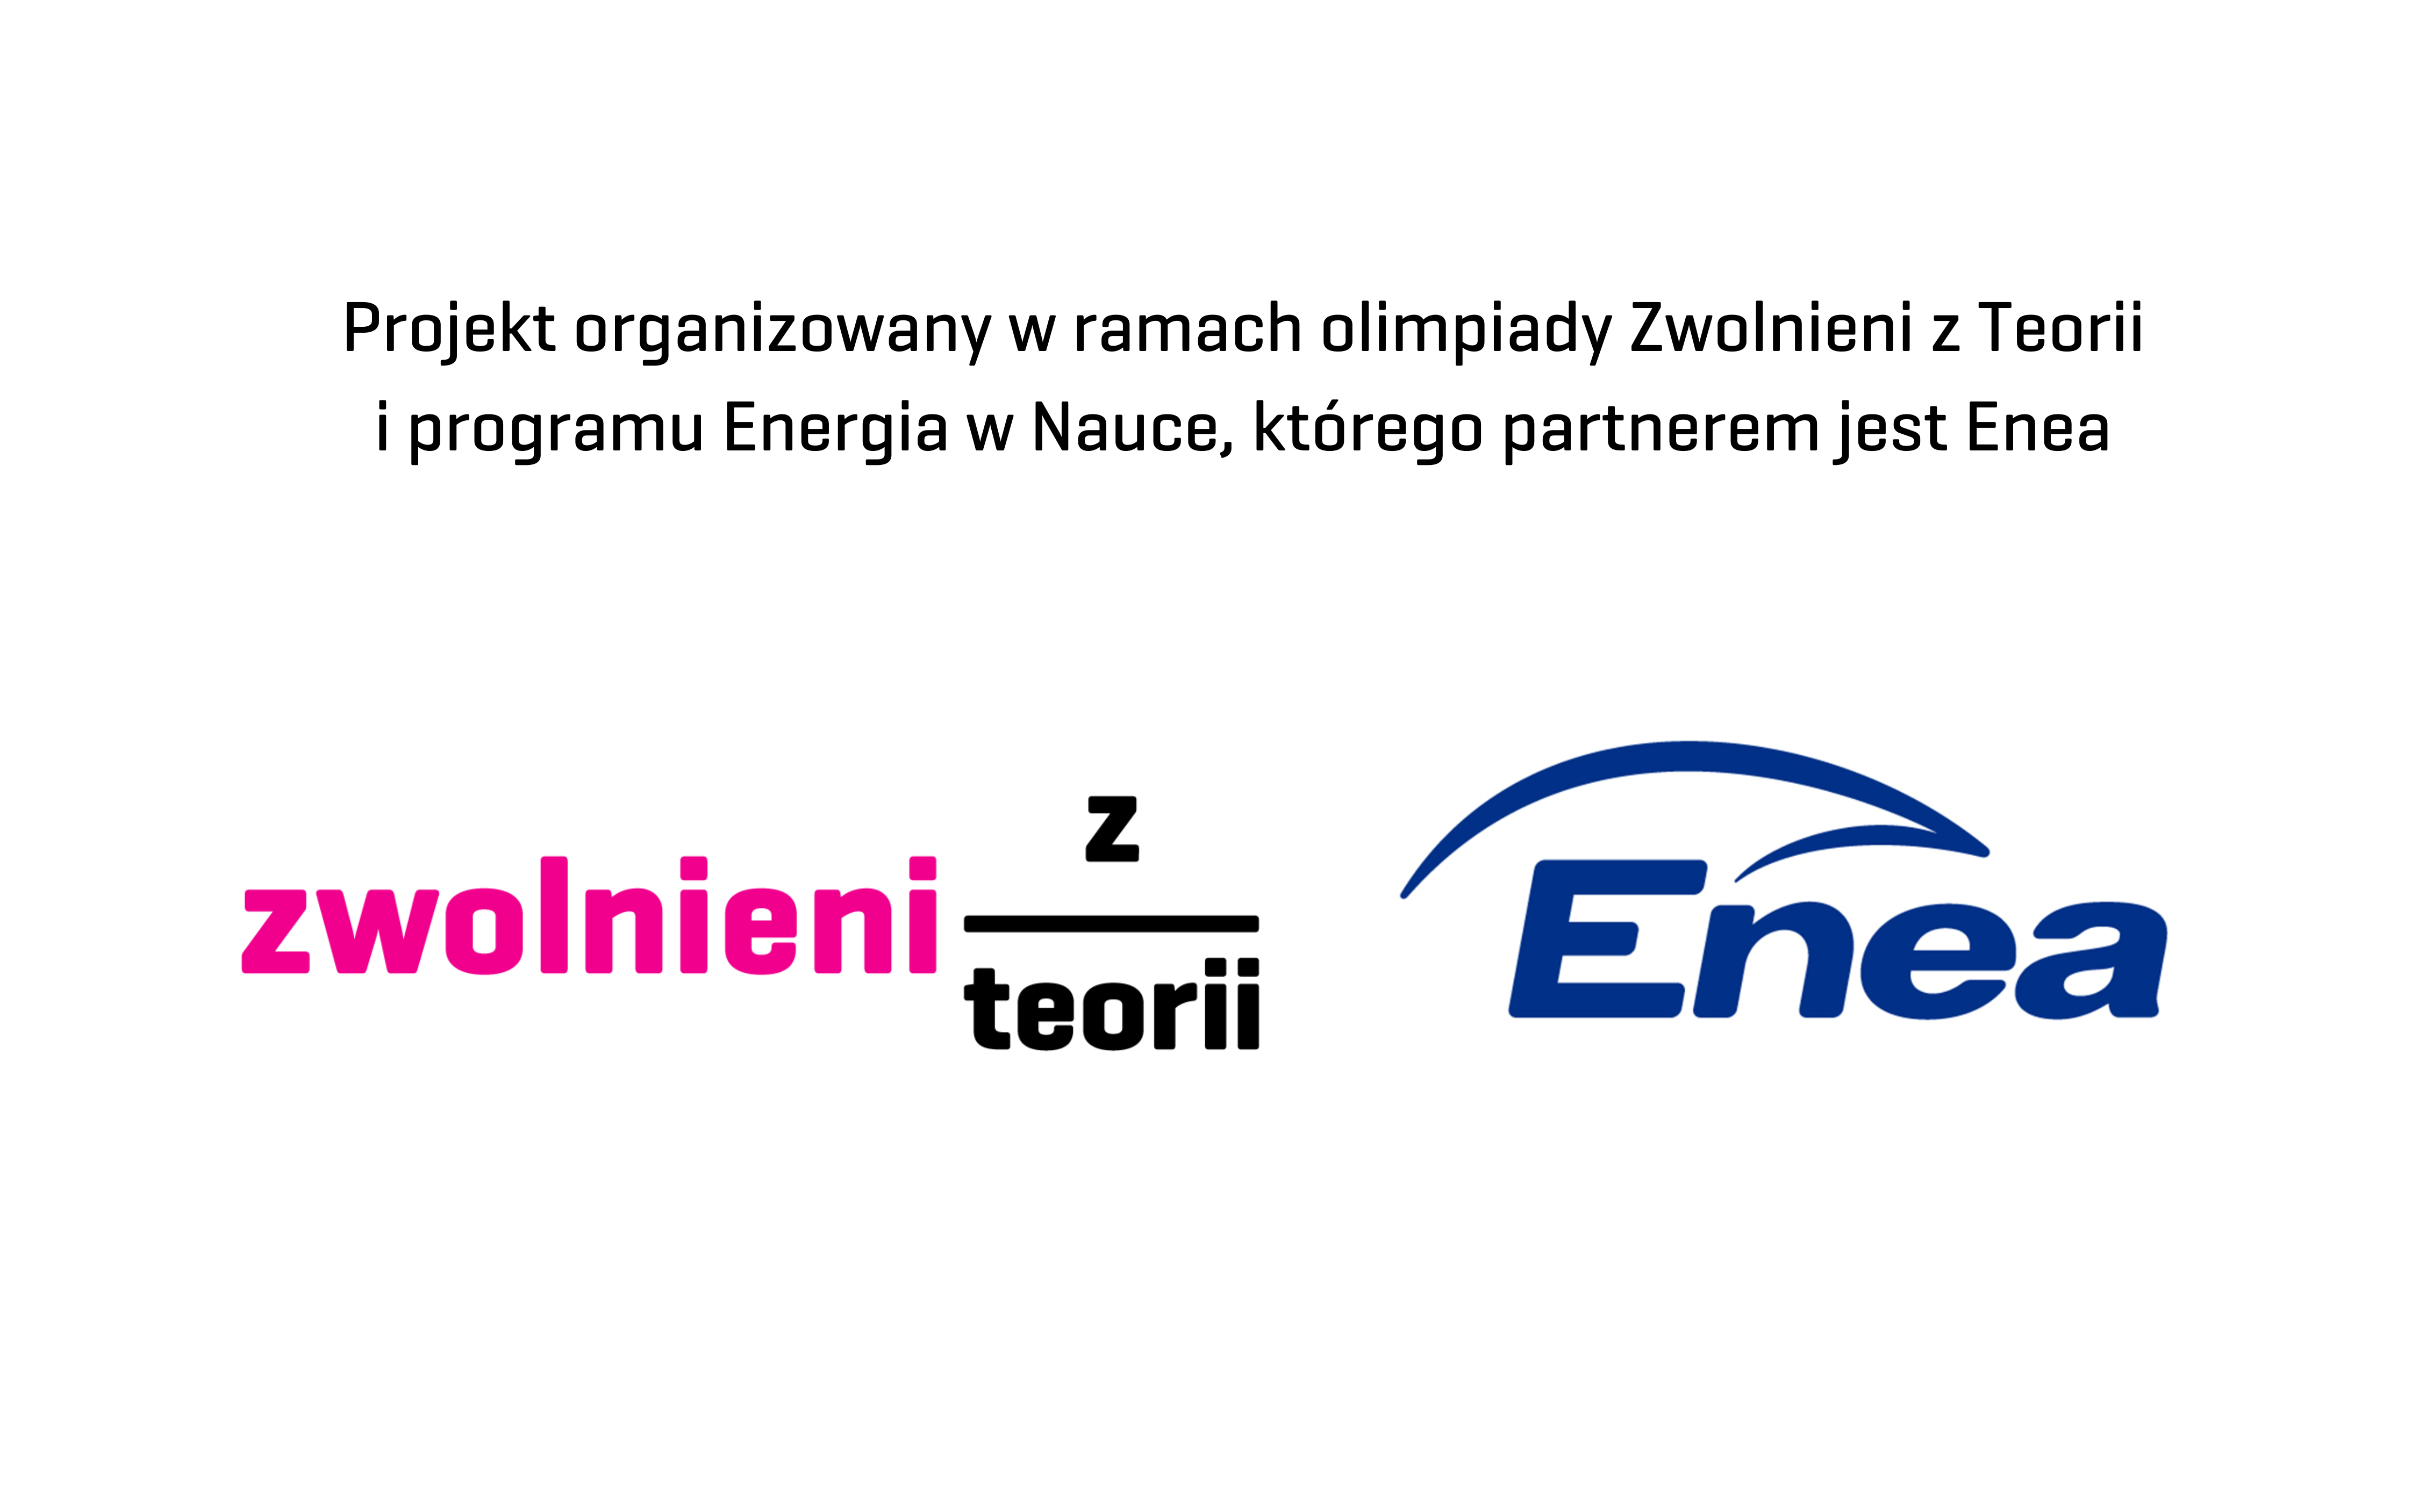 Projekt organizowany w ramach olimpiady Zwolnieni z Teorii
i programu Energia w Nauce, którego partnerem jest Enea
zwolnieni
z
teorii
Enea